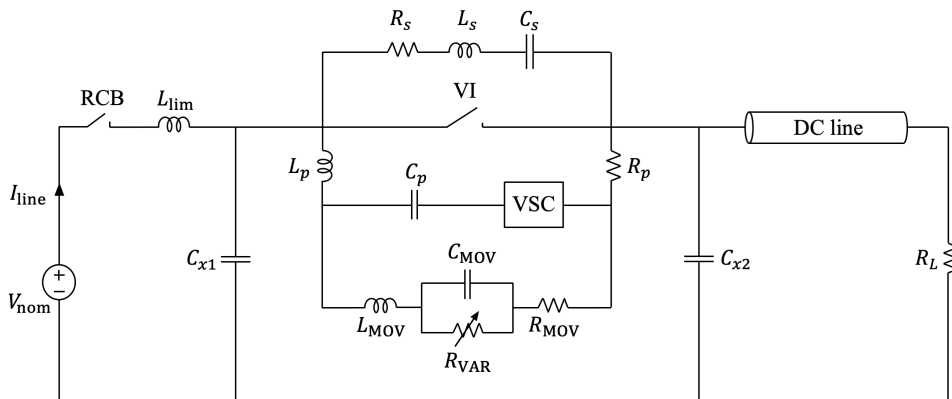 R_s
L_s
C_s
RCB
L_lim
VI
DC line
L_p
C_p
R_p
VSC
I_line
C_x1
C_MOV
C_x2
R_L
V_nom
+
−
L_MOV
R_MOV
R_VAR